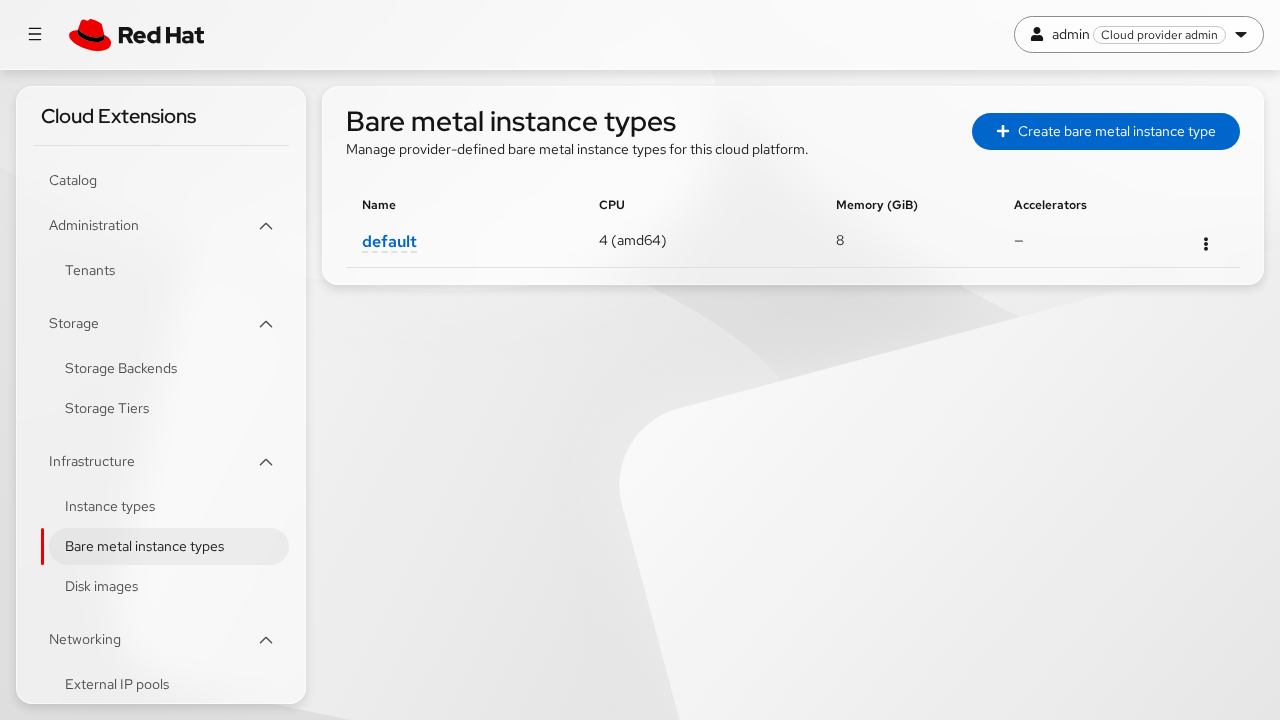 Red Hat
admin Cloud provider admin
Cloud Extensions
Catalog
Administration
Tenants
Storage
Storage Backends
Storage Tiers
Infrastructure
Instance types
Bare metal instance types
Disk images
Networking
External IP pools
Bare metal instance types
Manage provider-defined bare metal instance types for this cloud platform.
Create bare metal instance type
Name CPU Memory (GiB) Accelerators
default 4 (amd64) 8 —